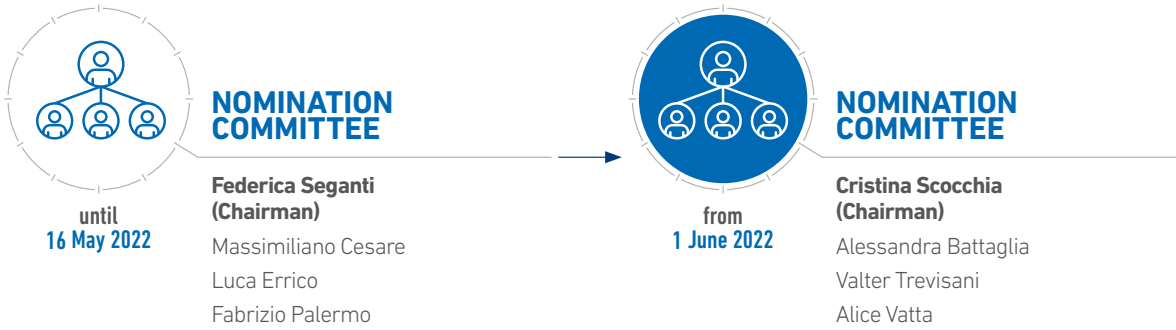 NOMINATION
COMMITTEE
Federica Seganti
(Chairman)
until
16 May 2022
Massimiliano Cesare
Luca Errico
Fabrizio Palermo
NOMINATION
COMMITTEE
Cristina Scocchia
(Chairman)
from
1 June 2022
Alessandra Battaglia
Valter Trevisani
Alice Vatta